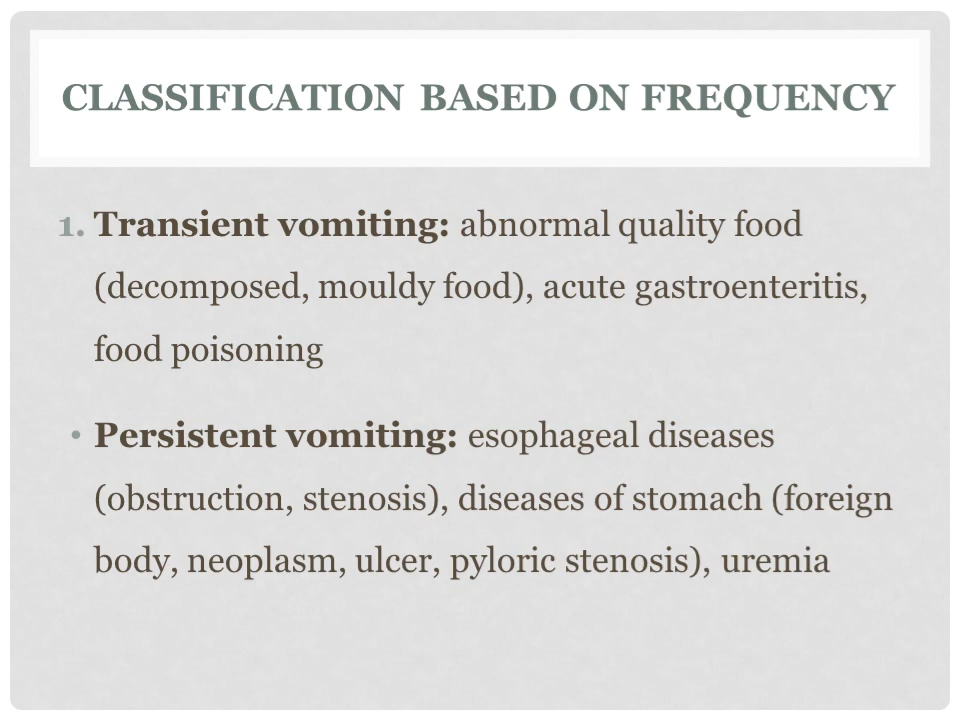 CLASSIFICATION BASED ON FREQUENCY
1. Transient vomiting: abnormal quality food
(decomposed, mouldy food), acute gastroenteritis,
food poisoning
• Persistent vomiting: esophageal diseases
(obstruction, stenosis), diseases of stomach (foreign
body, neoplasm, ulcer, pyloric stenosis), uremia